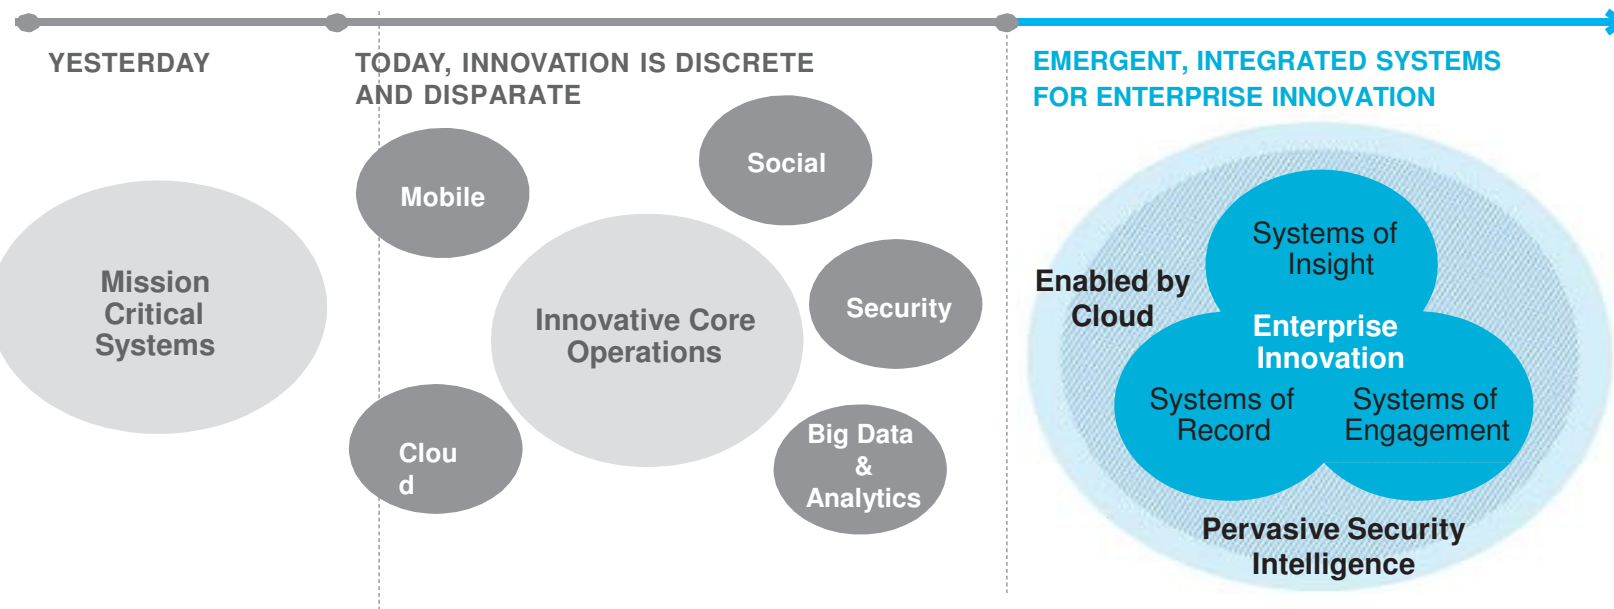 YESTERDAY
TODAY, INNOVATION IS DISCRETE
AND DISPARATE
EMERGENT, INTEGRATED SYSTEMS
FOR ENTERPRISE INNOVATION
Mission
Critical
Systems
Mobile
Social
Innovative Core
Operations
Security
Clou
d
Big Data
&
Analytics
Systems of
Insight
Enabled by
Cloud
Enterprise
Innovation
Systems of
Record
Systems of
Engagement
Pervasive Security
Intelligence